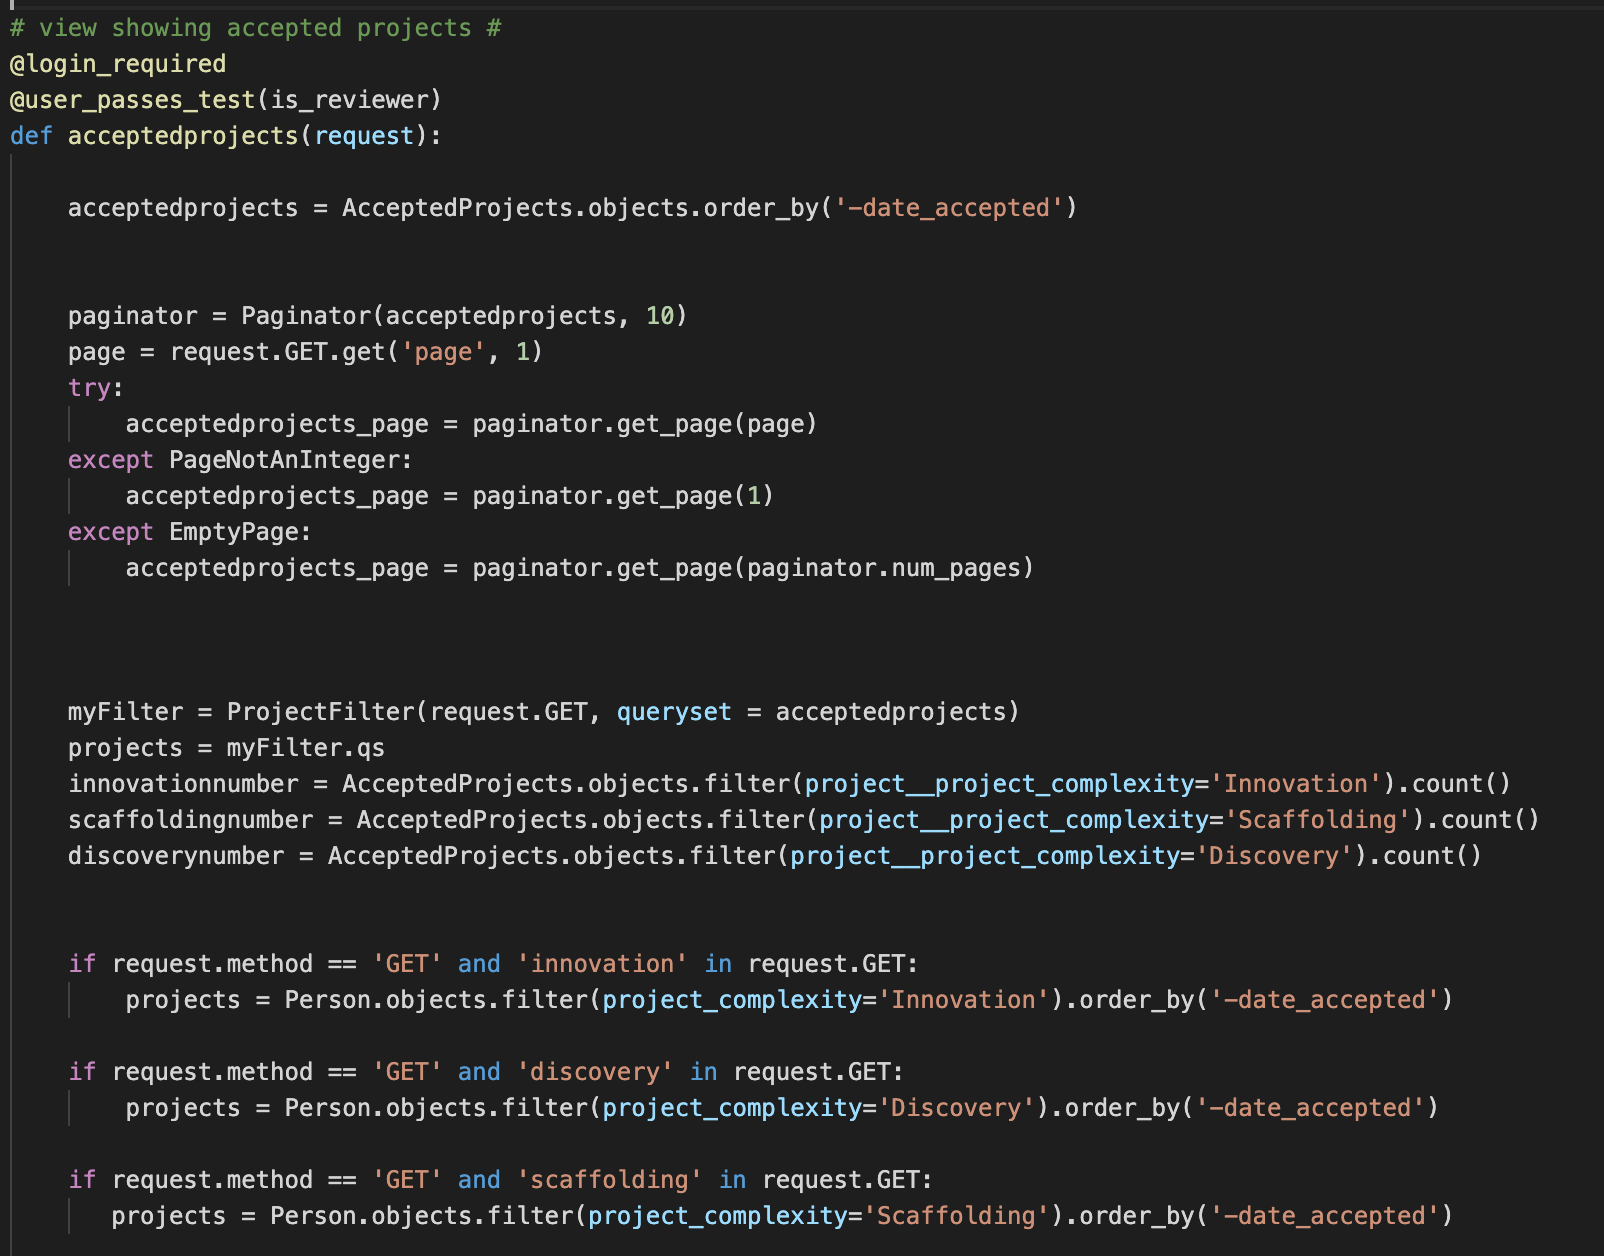 # view showing accepted projects #
@login_required
@user_passes_test(is_reviewer)
def acceptedprojects(request):
acceptedprojects = AcceptedProjects.objects.order_by('-date_accepted')
paginator = Paginator(acceptedprojects, 10)
page = request.GET.get('page', 1)
try:
acceptedprojects_page = paginator.get_page(page)
except PageNotAnInteger:
acceptedprojects_page = paginator.get_page(1)
except EmptyPage:
acceptedprojects_page = paginator.get_page(paginator.num_pages)
myFilter = ProjectFilter(request.GET, queryset = acceptedprojects)
projects = myFilter.qs
innovationnumber = AcceptedProjects.objects.filter(project__project_complexity='Innovation').count()
scaffoldingnumber = AcceptedProjects.objects.filter(project__project_complexity='Scaffolding').count()
discoverynumber = AcceptedProjects.objects.filter(project__project_complexity='Discovery').count()
if request.method == 'GET' and 'innovation' in request.GET:
projects = Person.objects.filter(project_complexity='Innovation').order_by('-date_accepted')
if request.method == 'GET' and 'discovery' in request.GET:
projects = Person.objects.filter(project_complexity='Discovery').order_by('-date_accepted')
if request.method == 'GET' and 'scaffolding' in request.GET:
projects = Person.objects.filter(project_complexity='Scaffolding').order_by('-date_accepted')